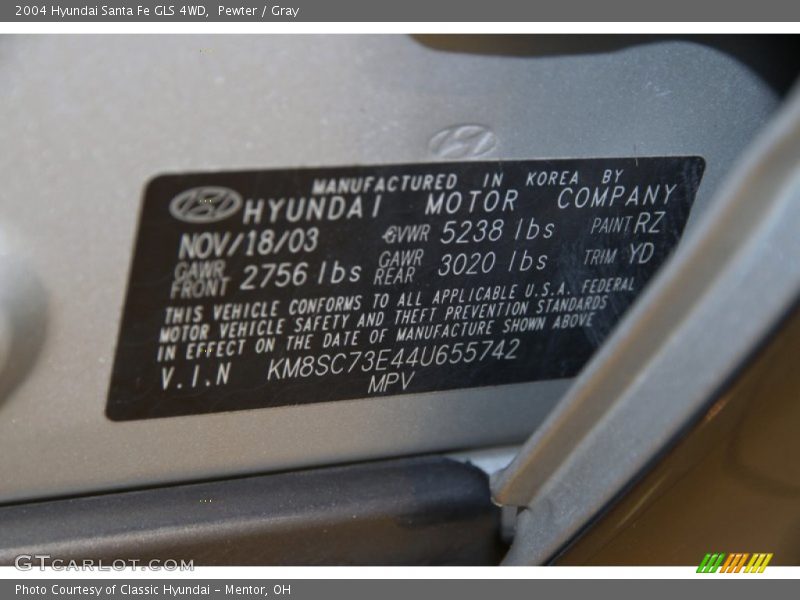 2004 Hyundai Santa Fe GLS 4WD,  Pewter / Gray
MANUFACTURED IN KOREA BY
HYUNDAI MOTOR COMPANY
NOV/18/03 GVWR 5238 lbs PAINT RZ
GAWR FRONT 2756 lbs GAWR REAR 3020 lbs TRIM YD
THIS VEHICLE CONFORMS TO ALL APPLICABLE U.S.A. FEDERAL
MOTOR VEHICLE SAFETY AND THEFT PREVENTION STANDARDS
IN EFFECT ON THE DATE OF MANUFACTURE SHOWN ABOVE
V.I.N KM8SC73E44U655742
MPV
GTCARLOT.COM
Photo Courtesy of Classic Hyundai - Mentor, OH